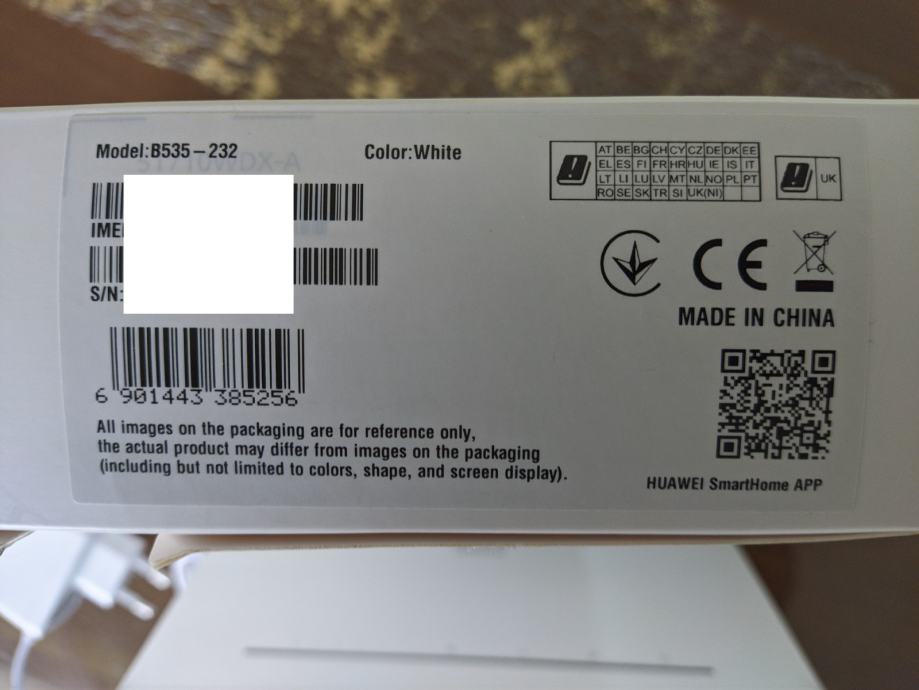 Model:B535-232
Color:White
IME
S/N:
6 901443 385256
All images on the packaging are for reference only,
the actual product may differ from images on the packaging
(including but not limited to colors, shape, and screen display).
AT BE BG CH CY CZ DE DK EE
EL ES FI FR HR HU IE IS IT
LT LI LU LV MT NL NO PL PT
RO SE SK TR SI UK(NI)
UK
CE
MADE IN CHINA
HUAWEI SmartHome APP